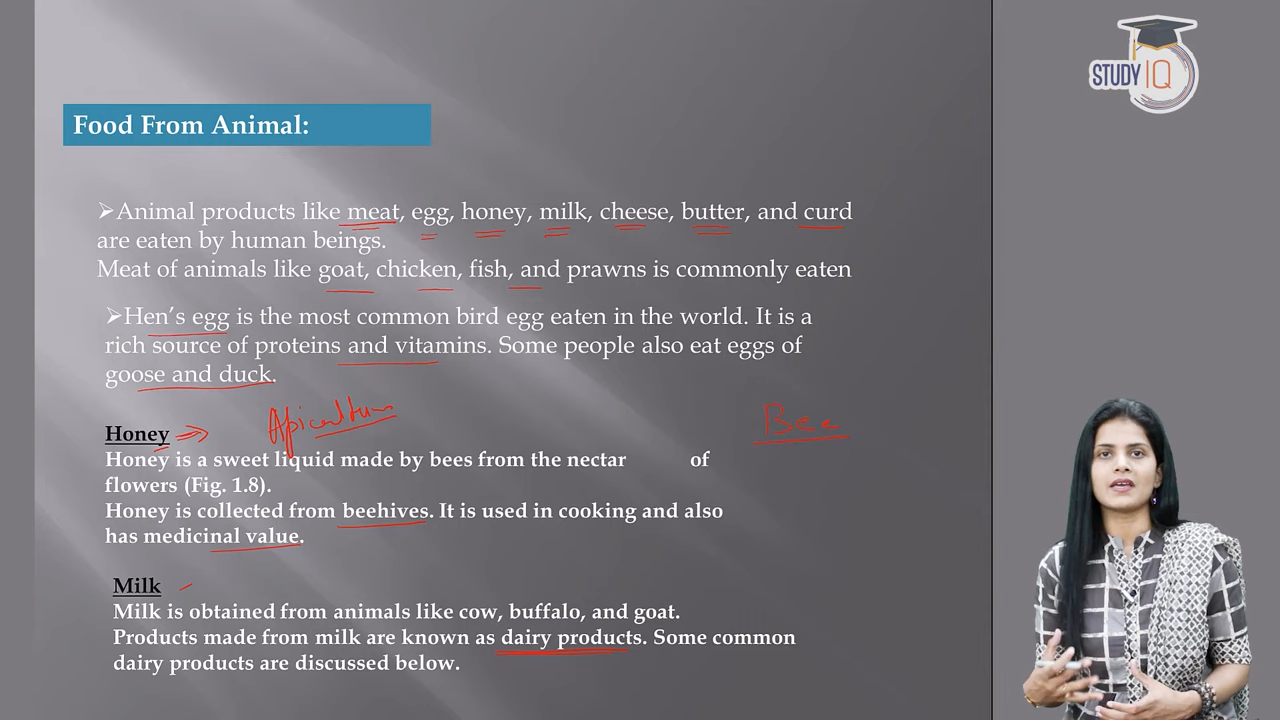 STUDY IQ
Food From Animal:
➢Animal products like meat, egg, honey, milk, cheese, butter, and curd
are eaten by human beings.
Meat of animals like goat, chicken, fish, and prawns is commonly eaten
➢Hen’s egg is the most common bird egg eaten in the world. It is a
rich source of proteins and vitamins. Some people also eat eggs of
goose and duck.
Apiculture
Bee
Honey
Honey is a sweet liquid made by bees from the nectar of
flowers (Fig. 1.8).
Honey is collected from beehives. It is used in cooking and also
has medicinal value.
Milk
Milk is obtained from animals like cow, buffalo, and goat.
Products made from milk are known as dairy products. Some common
dairy products are discussed below.